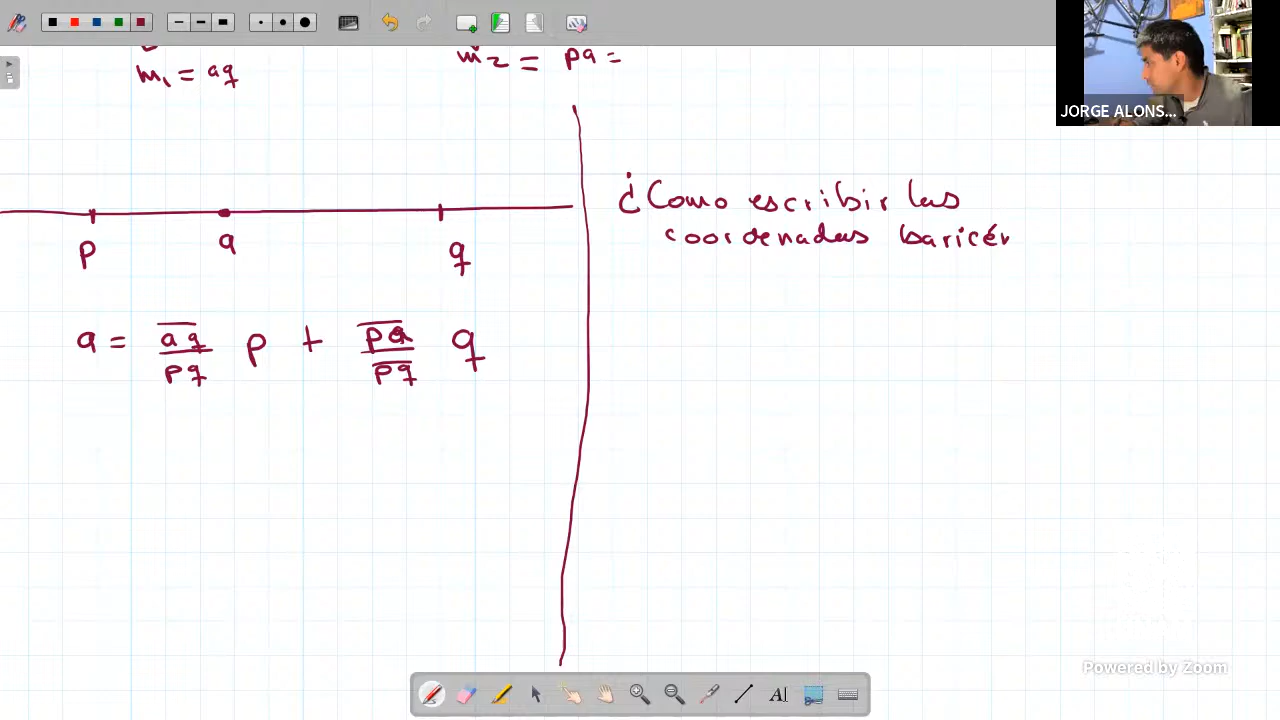 JORGE ALONS...
m₁ = aq
m₂ = pa =
¿Como escribir las
coordenadas baricén
p a q
a = aq/pq p + pa/pq q
Powered by Zoom